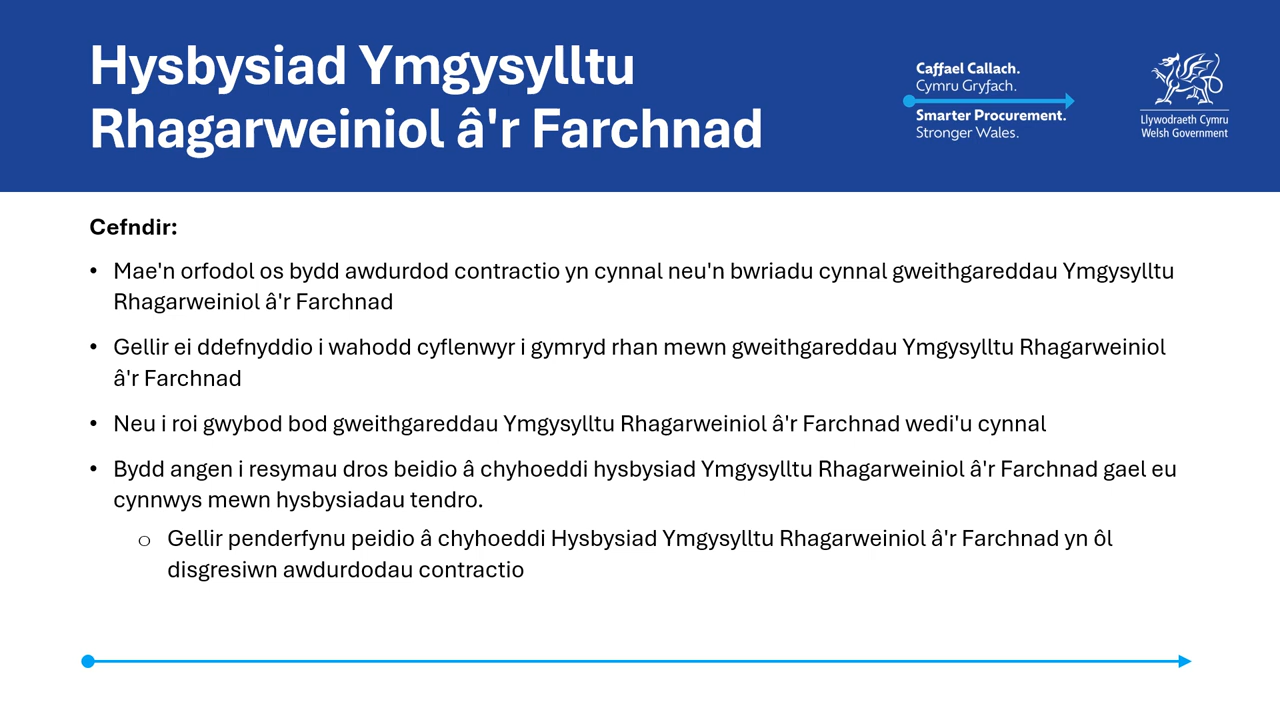 Hysbysiad Ymgysylltu
Rhagarweiniol â'r Farchnad
Caffael Callach.
Cymru Gryfach.
Smarter Procurement.
Stronger Wales.
Llywodraeth Cymru
Welsh Government
Cefndir:
• Mae'n orfodol os bydd awdurdod contractio yn cynnal neu'n bwriadu cynnal gweithgareddau Ymgysylltu
Rhagarweiniol â'r Farchnad
• Gellir ei ddefnyddio i wahodd cyflenwyr i gymryd rhan mewn gweithgareddau Ymgysylltu Rhagarweiniol
â'r Farchnad
• Neu i roi gwybod bod gweithgareddau Ymgysylltu Rhagarweiniol â'r Farchnad wedi'u cynnal
• Bydd angen i resymau dros beidio â chyhoeddi hysbysiad Ymgysylltu Rhagarweiniol â'r Farchnad gael eu
cynnwys mewn hysbysiadau tendro.
o Gellir penderfynu peidio â chyhoeddi Hysbysiad Ymgysylltu Rhagarweiniol â'r Farchnad yn ôl
disgresiwn awdurdodau contractio